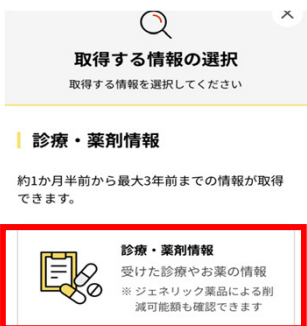 取得する情報の選択
取得する情報を選択してください
診療・薬剤情報
約1か月半前から最大3年前までの情報が取得
できます。
診療・薬剤情報
受けた診療やお薬の情報
※ ジェネリック薬品による削
減可能額も確認できます